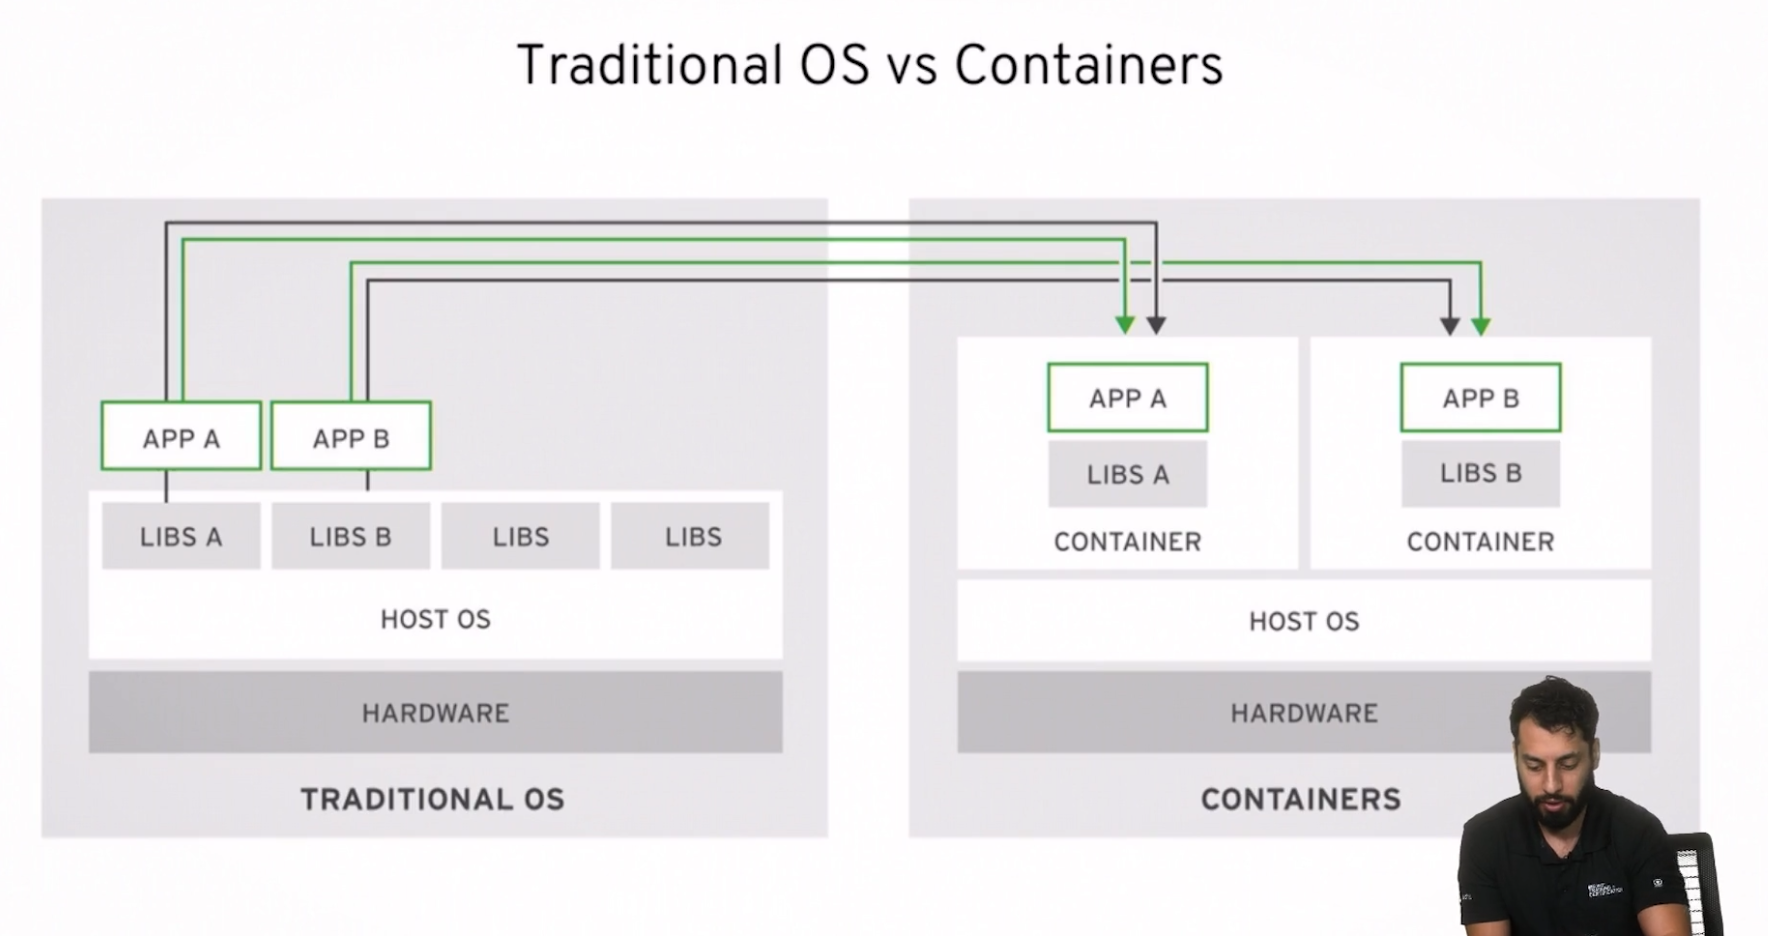 Traditional OS vs Containers
APP A
APP B
LIBS A
LIBS B
LIBS
LIBS
HOST OS
HARDWARE
TRADITIONAL OS
APP A
LIBS A
CONTAINER
APP B
LIBS B
CONTAINER
HOST OS
HARDWARE
CONTAINERS